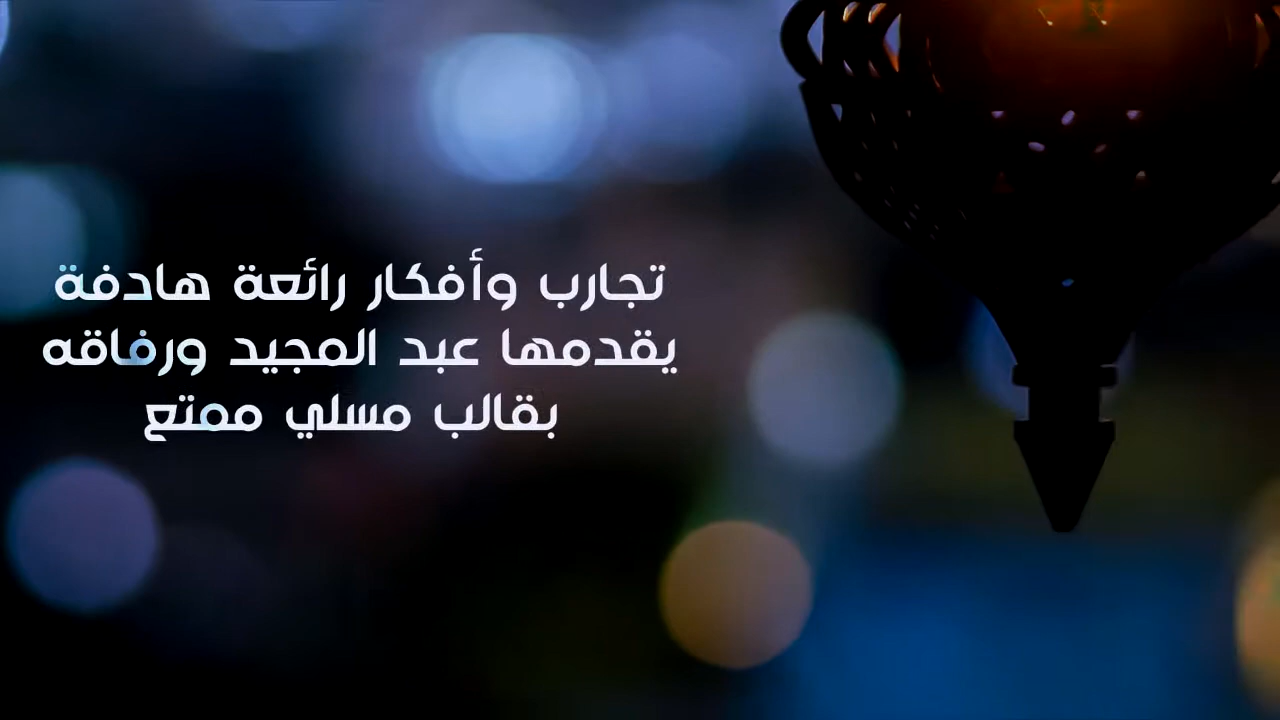 تجارب وأفكار رائعة هادفة
يقدمها عبد المجيد ورفاقه
بقالب مسلي ممتع